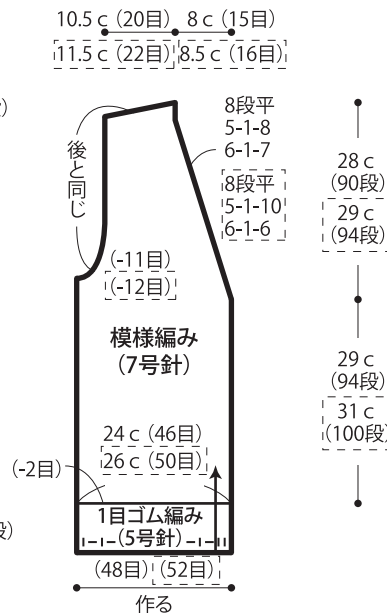 10.5 c (20目) 8 c (15目)
11.5 c (22目) 8.5 c (16目)
)
後と同じ
8段平
5-1-8
6-1-7
8段平
5-1-10
6-1-6
28 c
(90段)
29 c
(94段)
(-11目)
(-12目)
模様編み
(7号針)
29 c
(94段)
31 c
(100段)
24 c (46目)
26 c (50目)
(-2目)
1目ゴム編み
(5号針)
段)
(48目) (52目)
作る